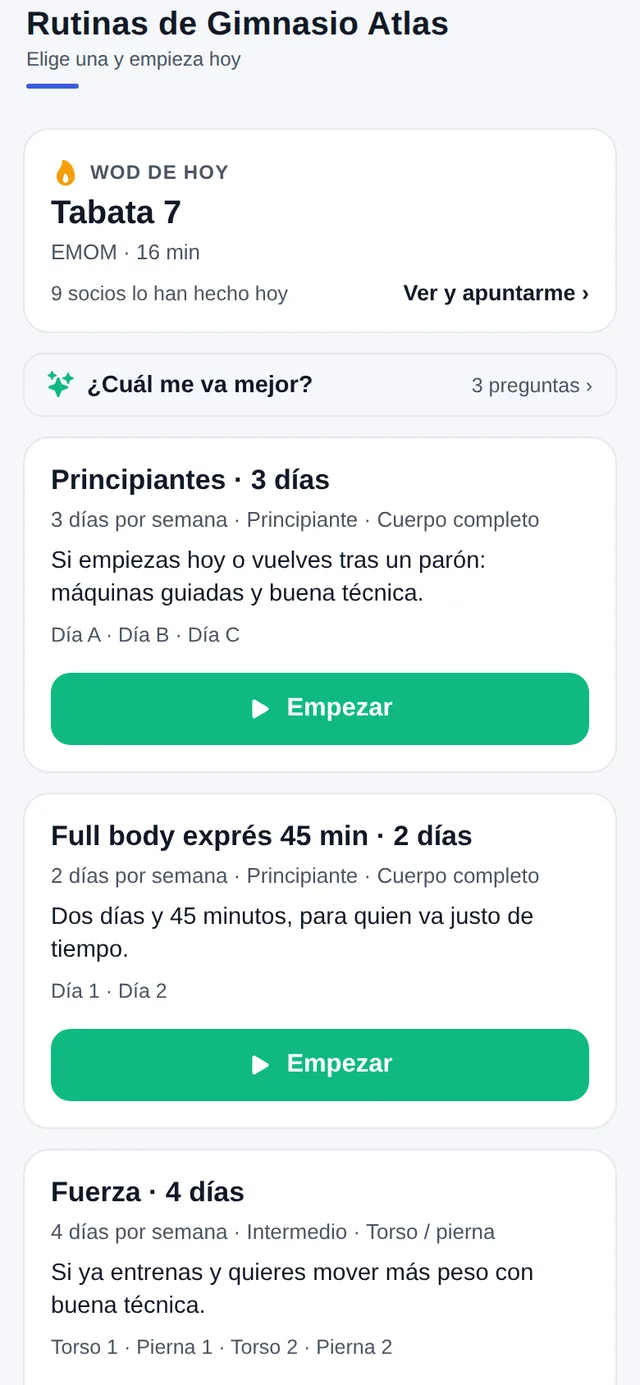 Rutinas de Gimnasio Atlas
Elige una y empieza hoy
WOD DE HOY
Tabata 7
EMOM · 16 min
9 socios lo han hecho hoy
Ver y apuntarme ›
¿Cuál me va mejor?
3 preguntas ›
Principiantes · 3 días
3 días por semana · Principiante · Cuerpo completo
Si empiezas hoy o vuelves tras un parón:
máquinas guiadas y buena técnica.
Día A · Día B · Día C
Empezar
Full body exprés 45 min · 2 días
2 días por semana · Principiante · Cuerpo completo
Dos días y 45 minutos, para quien va justo de
tiempo.
Día 1 · Día 2
Empezar
Fuerza · 4 días
4 días por semana · Intermedio · Torso / pierna
Si ya entrenas y quieres mover más peso con
buena técnica.
Torso 1 · Pierna 1 · Torso 2 · Pierna 2